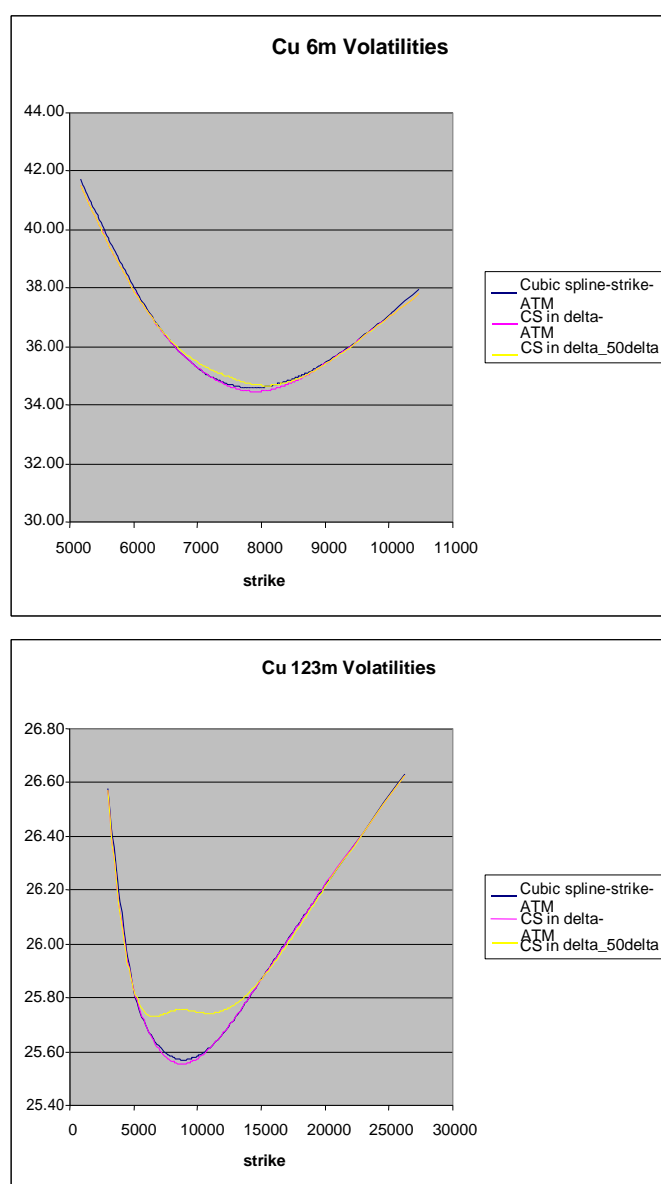 Cu 6m Volatilities
44.00
42.00
40.00
38.00
36.00
34.00
32.00
30.00
5000 6000 7000 8000 9000 10000 11000
strike
Cubic spline-strike-
ATM
CS in delta-
ATM
CS in delta_50delta
Cu 123m Volatilities
26.80
26.60
26.40
26.20
26.00
25.80
25.60
25.40
0 5000 10000 15000 20000 25000 30000
strike
Cubic spline-strike-
ATM
CS in delta-
ATM
CS in delta_50delta